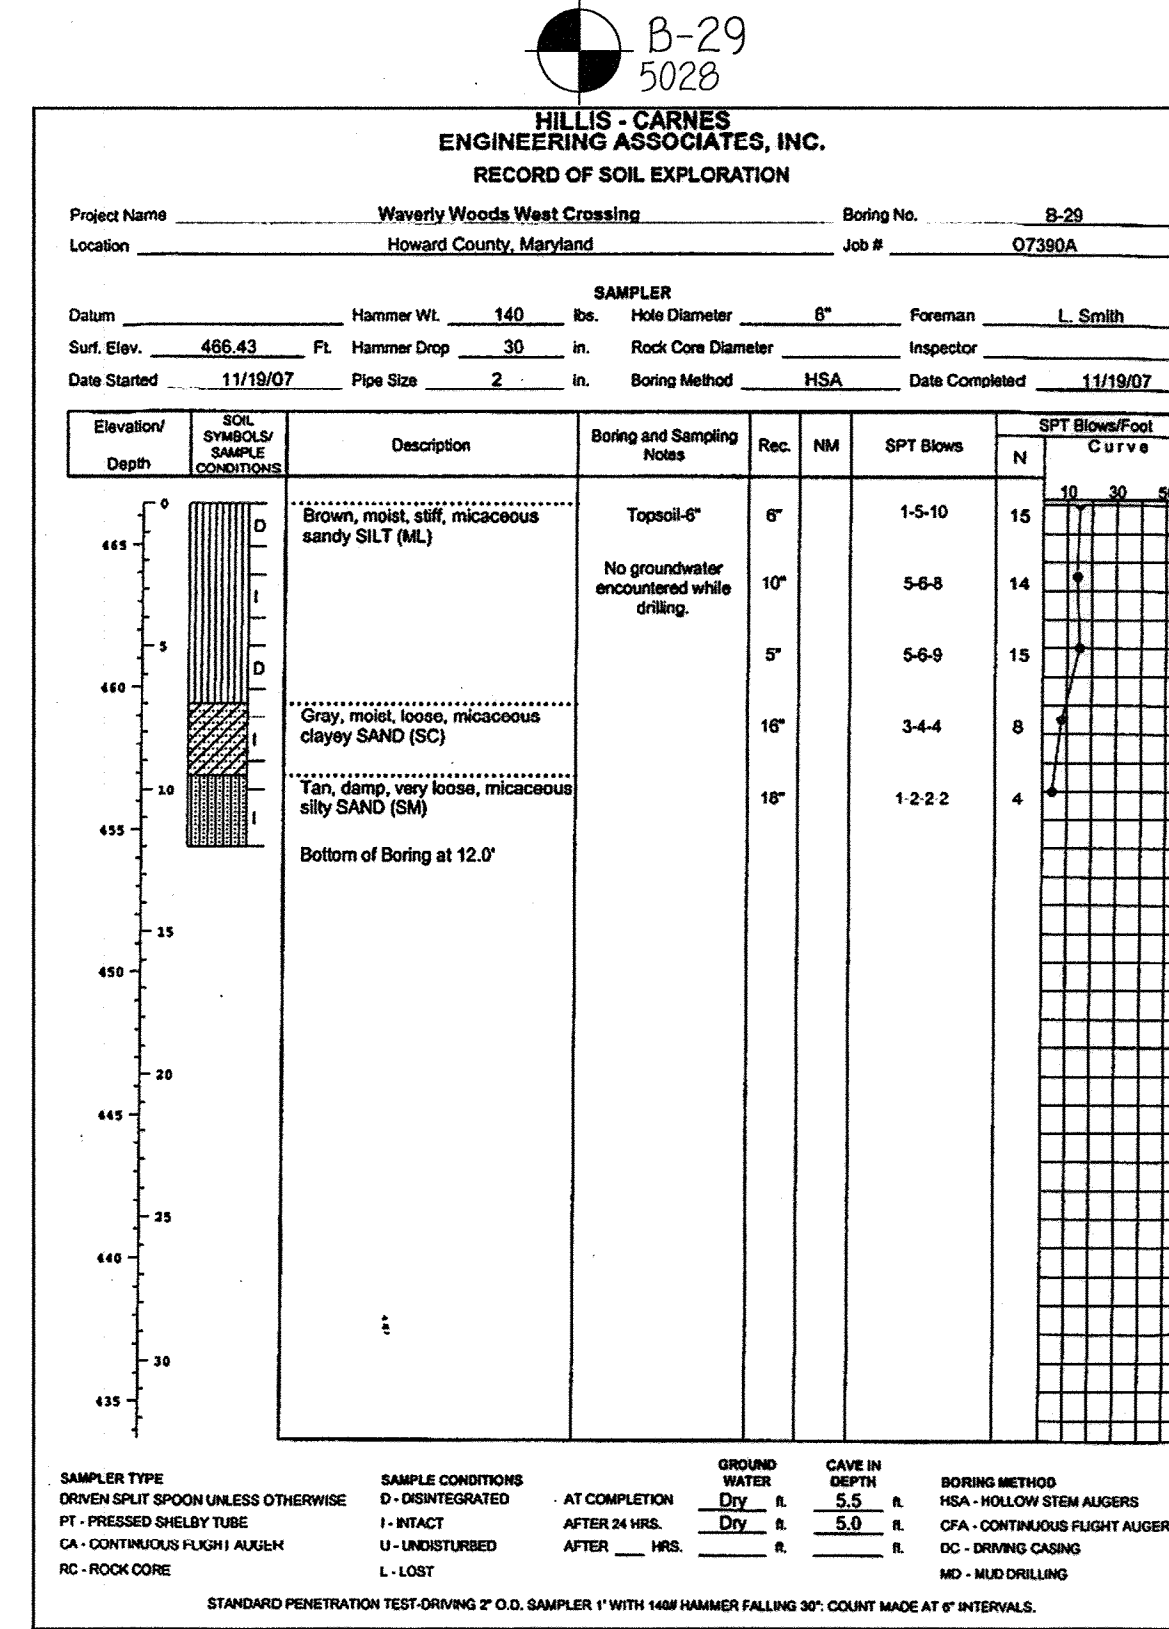 B-29
5028
HILLIS - CARNES
ENGINEERING ASSOCIATES, INC.
RECORD OF SOIL EXPLORATION
Project Name Waverly Woods West Crossing Boring No. B-29
Location Howard County, Maryland Job # O7390A
SAMPLER
Datum Hammer Wt. 140 lbs. Hole Diameter 6" Foreman L. Smith
Surf. Elev. 466.43 Ft. Hammer Drop 30 in. Rock Core Diameter Inspector
Date Started 11/19/07 Pipe Size 2 in. Boring Method HSA Date Completed 11/19/07
Elevation/ Depth SOIL SYMBOLS/ SAMPLE CONDITIONS Description Boring and Sampling Notes Rec. NM SPT Blows SPT Blows/Foot
N Curve
10 30
0
Brown, moist, stiff, micaceous Topsoil-6" 6" 1-5-10 15
D
sandy SILT (ML)
465
No groundwater
encountered while 10" 5-6-8 14
I
drilling.
5
5" 5-6-9 15
D
460
Gray, moist, loose, micaceous 16" 3-4-4 8
clayey SAND (SC)
I
10
Tan, damp, very loose, micaceous 18" 1-2-2-2 4
silty SAND (SM)
I
455
Bottom of Boring at 12.0'
15
450
20
445
25
440
30
435
GROUND WATER CAVE IN DEPTH
SAMPLER TYPE SAMPLE CONDITIONS BORING METHOD
DRIVEN SPLIT SPOON UNLESS OTHERWISE D - DISINTEGRATED AT COMPLETION Dry ft. 5.5 ft. HSA - HOLLOW STEM AUGERS
PT - PRESSED SHELBY TUBE I - INTACT AFTER 24 HRS. Dry ft. 5.0 ft. CFA - CONTINUOUS FLIGHT AUGER
CA - CONTINUOUS FLIGHT AUGER U - UNDISTURBED AFTER HRS. ft. ft. DC - DRIVING CASING
RC - ROCK CORE L - LOST MD - MUD DRILLING
STANDARD PENETRATION TEST-DRIVING 2" O.D. SAMPLER 1' WITH 140# HAMMER FALLING 30": COUNT MADE AT 6" INTERVALS.